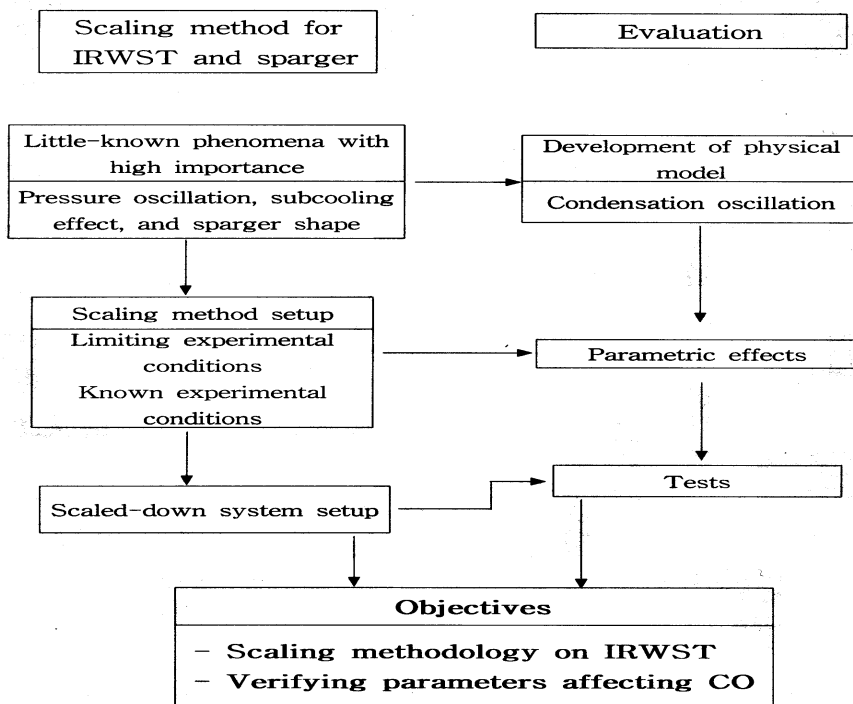 Scaling method for
IRWST and sparger
Evaluation
Little-known phenomena with
high importance
Pressure oscillation, subcooling
effect, and sparger shape
Development of physical
model
Condensation oscillation
Scaling method setup
Limiting experimental
conditions
Known experimental
conditions
Parametric effects
Scaled-down system setup
Tests
Objectives
- Scaling methodology on IRWST
- Verifying parameters affecting CO